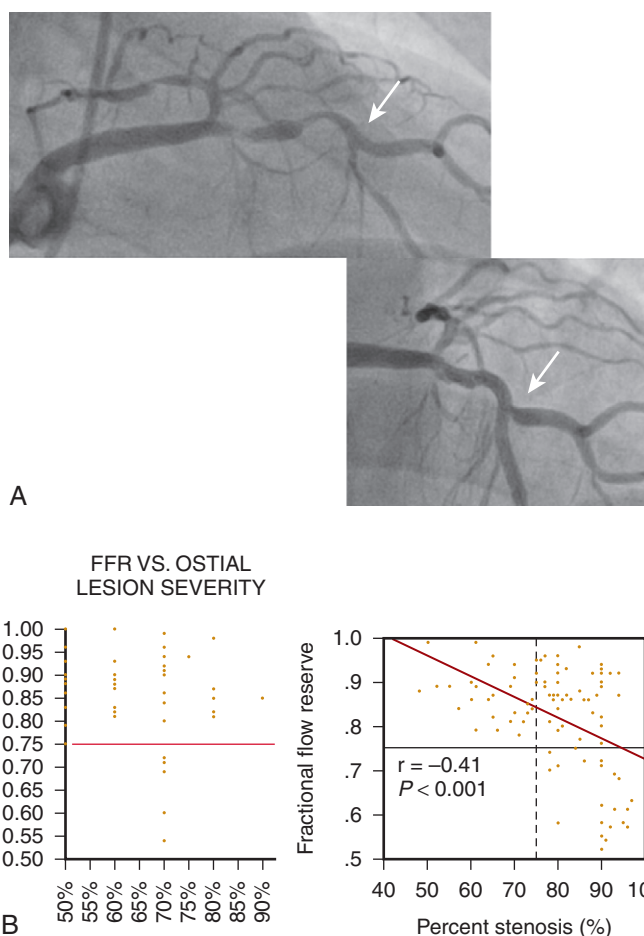 A
FFR VS. OSTIAL
LESION SEVERITY
1.00
0.95
0.90
0.85
0.80
0.75
0.70
0.65
0.60
0.55
0.50
50%
55%
60%
65%
70%
75%
80%
85%
90%
B
Fractional flow reserve
1.0
.9
.8
.7
.6
.5
r = –0.41
P < 0.001
40 50 60 70 80 90 10
Percent stenosis (%)